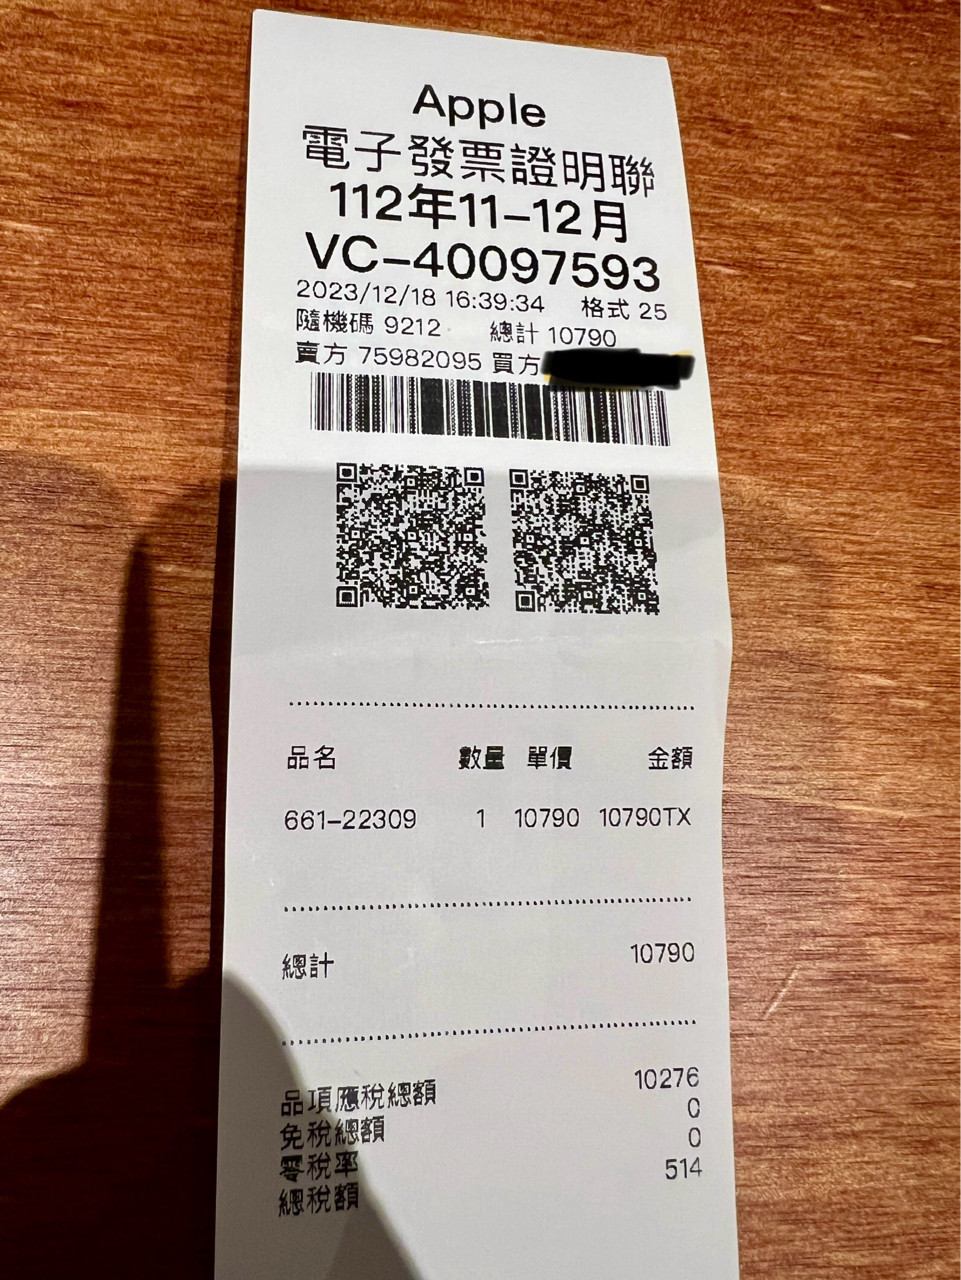 Apple
電子發票證明聯
112年11-12月
VC-40097593
2023/12/18 16:39:34 格式 25
隨機碼 9212 總計 10790
賣方 75982095 買方
品名 數量 單價 金額
661-22309 1 10790 10790TX
總計 10790
品項應稅總額 10276
免稅總額 0
零稅率 0
總稅額 514